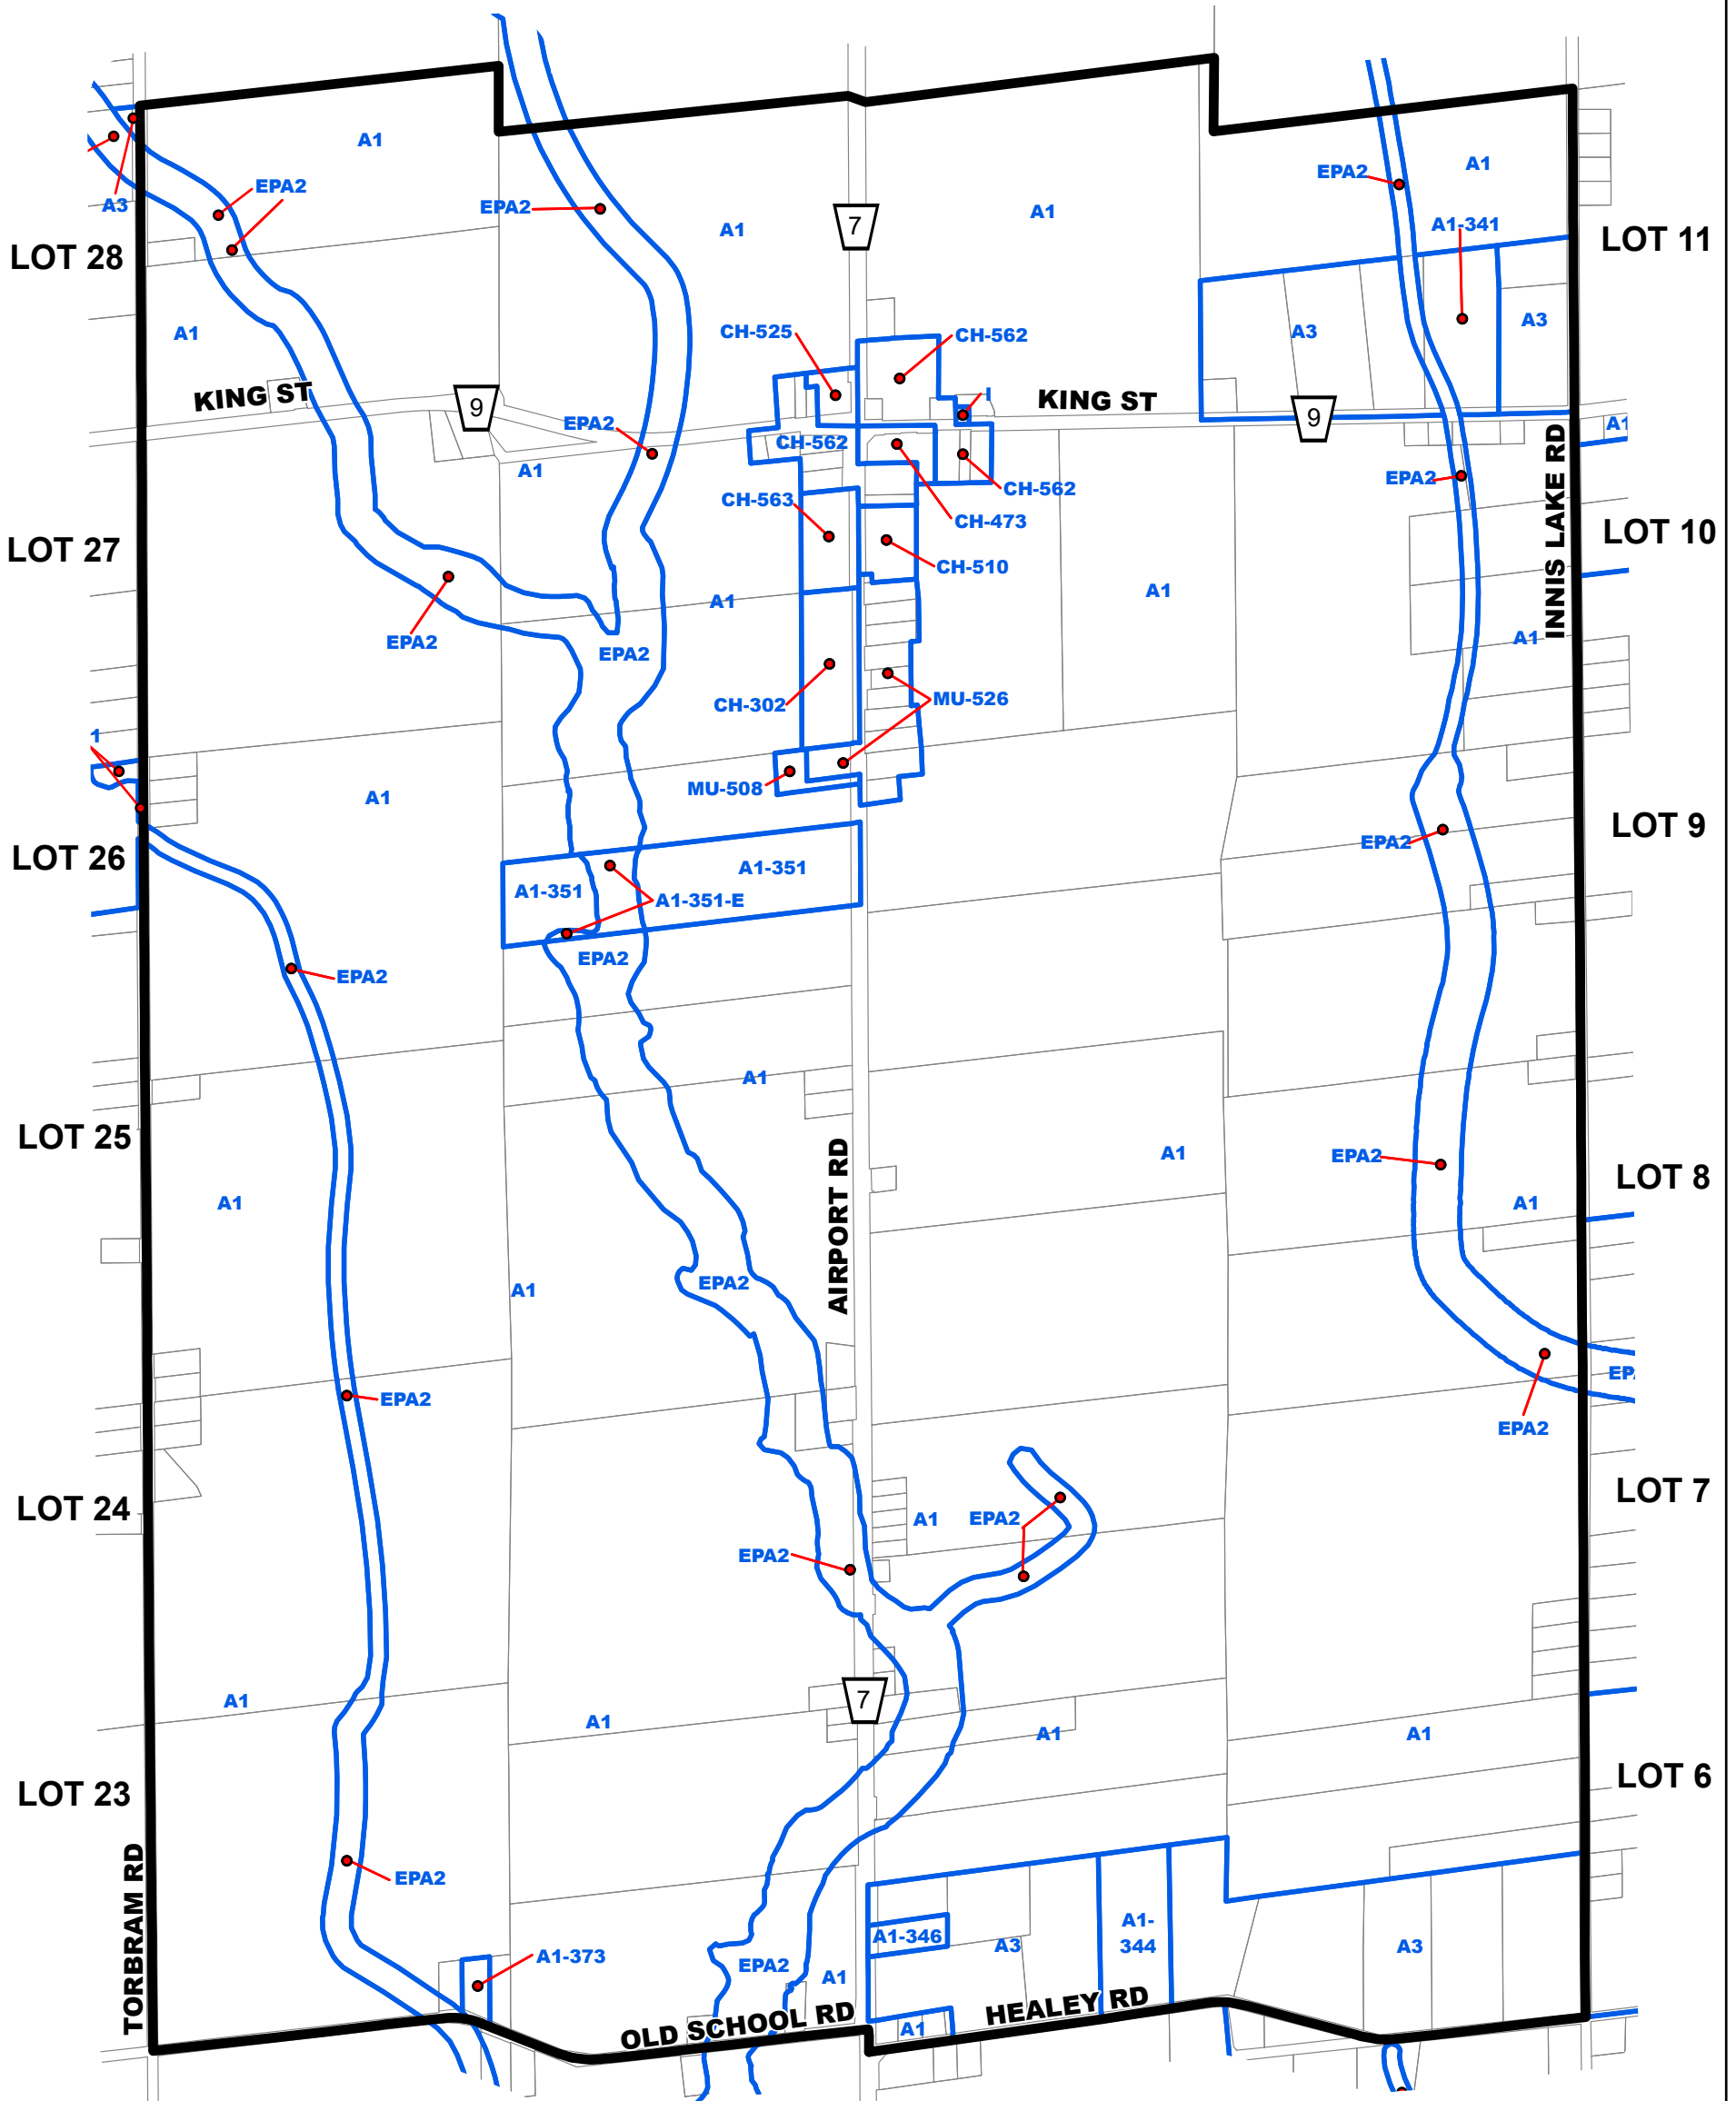 A1
EPA2
EPA2
A1
EPA2
A3
A1
A1
7
A1-341
LOT 28
LOT 11
A1
CH-525
CH-562
A3
A3
I
KING ST
9
KING ST
9
EPA2
A1
CH-562
A1
EPA2
CH-562
CH-563
CH-473
INNIS LAKE RD
LOT 27
LOT 10
CH-510
A1
A1
EPA2
EPA2
A1
CH-302
MU-526
1
MU-508
A1
LOT 9
EPA2
LOT 26
A1-351
A1-351
A1-351-E
EPA2
EPA2
A1
LOT 25
A1
EPA2
LOT 8
A1
A1
AIRPORT RD
EPA2
A1
EP
EPA2
EPA2
LOT 7
LOT 24
A1
EPA2
EPA2
A1
7
A1
A1
A1
LOT 23
LOT 6
EPA2
TORBRAM RD
A1-346
A1-
344
A3
A3
A1-373
EPA2
A1
OLD SCHOOL RD
HEALEY RD
A1